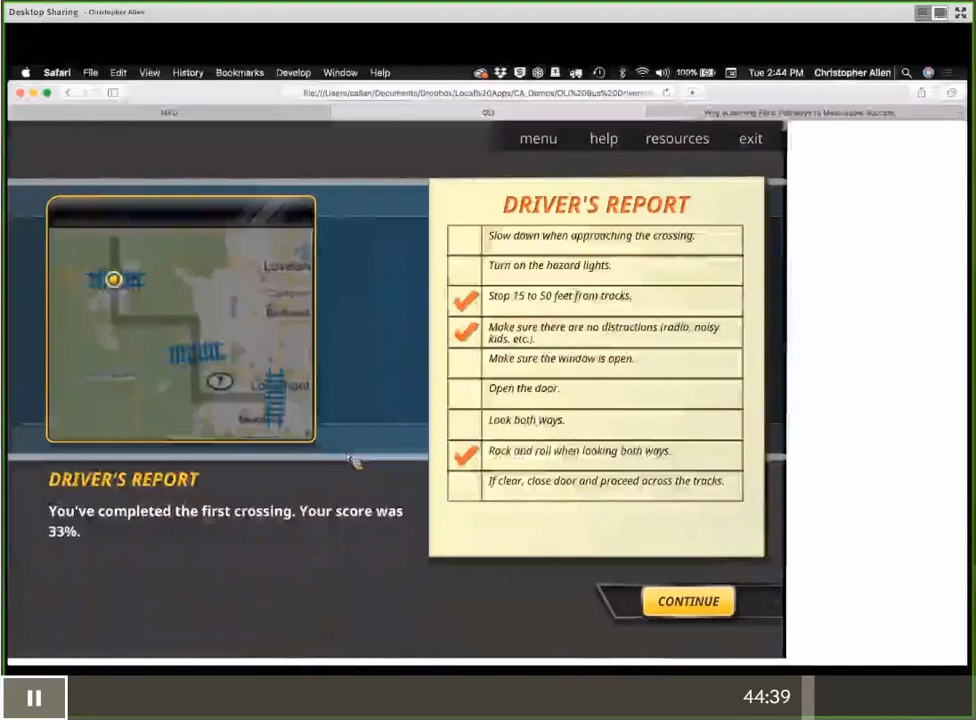 Desktop Sharing - Christopher Allen
Safari File Edit View History Bookmarks Develop Window Help 100% Tue 2:44 PM Christopher Allen
OLI
menu help resources exit
DRIVER'S REPORT
Slow down when approaching the crossing.
Turn on the hazard lights.
Stop 15 to 50 feet from tracks.
Make sure there are no distractions (radio, noisy
kids, etc.).
Make sure the window is open.
Open the door.
Look both ways.
Rock and roll when looking both ways.
If clear, close door and proceed across the tracks.
7
DRIVER'S REPORT
You've completed the first crossing. Your score was
33%.
CONTINUE
44:39